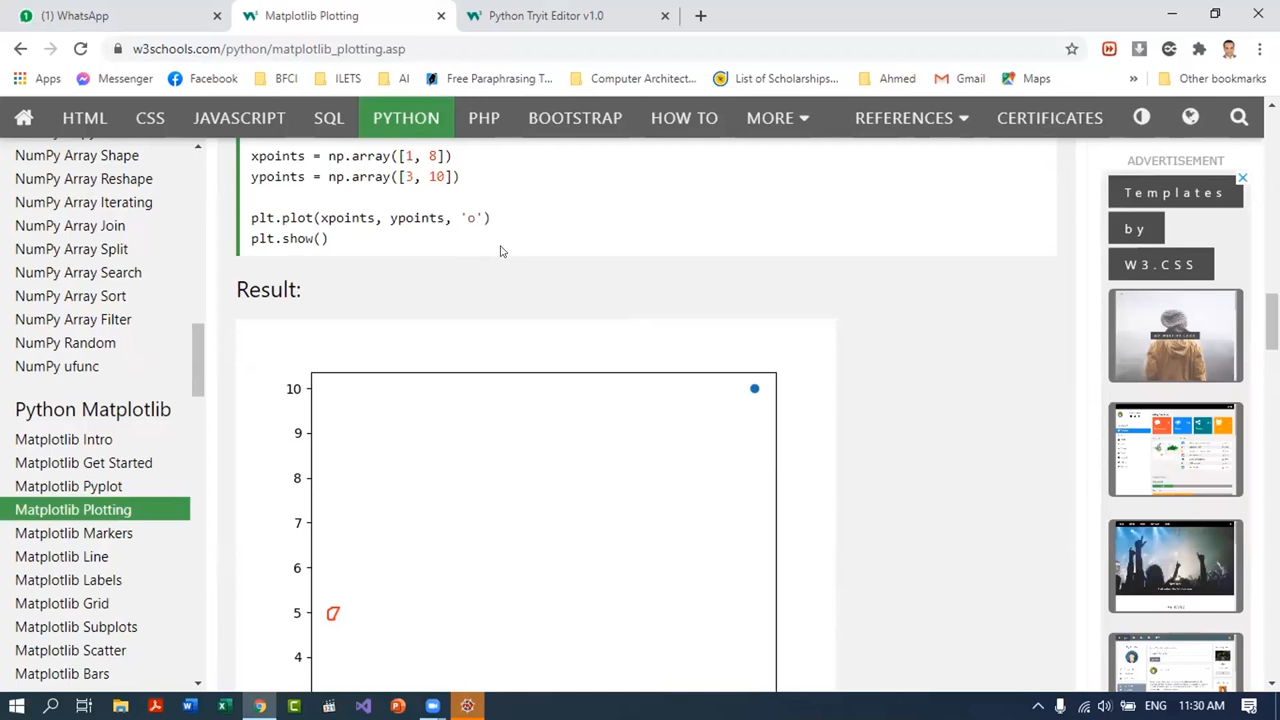 (1) WhatsApp
Matplotlib Plotting
Python Tryit Editor v1.0
w3schools.com/python/matplotlib_plotting.asp
Apps Messenger Facebook BFCI ILETS AI Free Paraphrasing T... Computer Architect... List of Scholarships... Ahmed Gmail Maps » Other bookmarks
HTML CSS JAVASCRIPT SQL PYTHON PHP BOOTSTRAP HOW TO MORE REFERENCES CERTIFICATES
NumPy Array Shape
NumPy Array Reshape
NumPy Array Iterating
NumPy Array Join
NumPy Array Split
NumPy Array Search
NumPy Array Sort
NumPy Array Filter
NumPy Random
NumPy ufunc
Python Matplotlib
Matplotlib Intro
Matplotlib Get Started
Matplotlib Pyplot
Matplotlib Plotting
Matplotlib Markers
Matplotlib Line
Matplotlib Labels
Matplotlib Grid
Matplotlib Subplots
Matplotlib Scatter
Matplotlib Bars
xpoints = np.array([1, 8])
ypoints = np.array([3, 10])
plt.plot(xpoints, ypoints, 'o')
plt.show()
Result:
10
9
8
7
6
5
4
ADVERTISEMENT
Templates
by
W3.CSS
ENG 11:30 AM